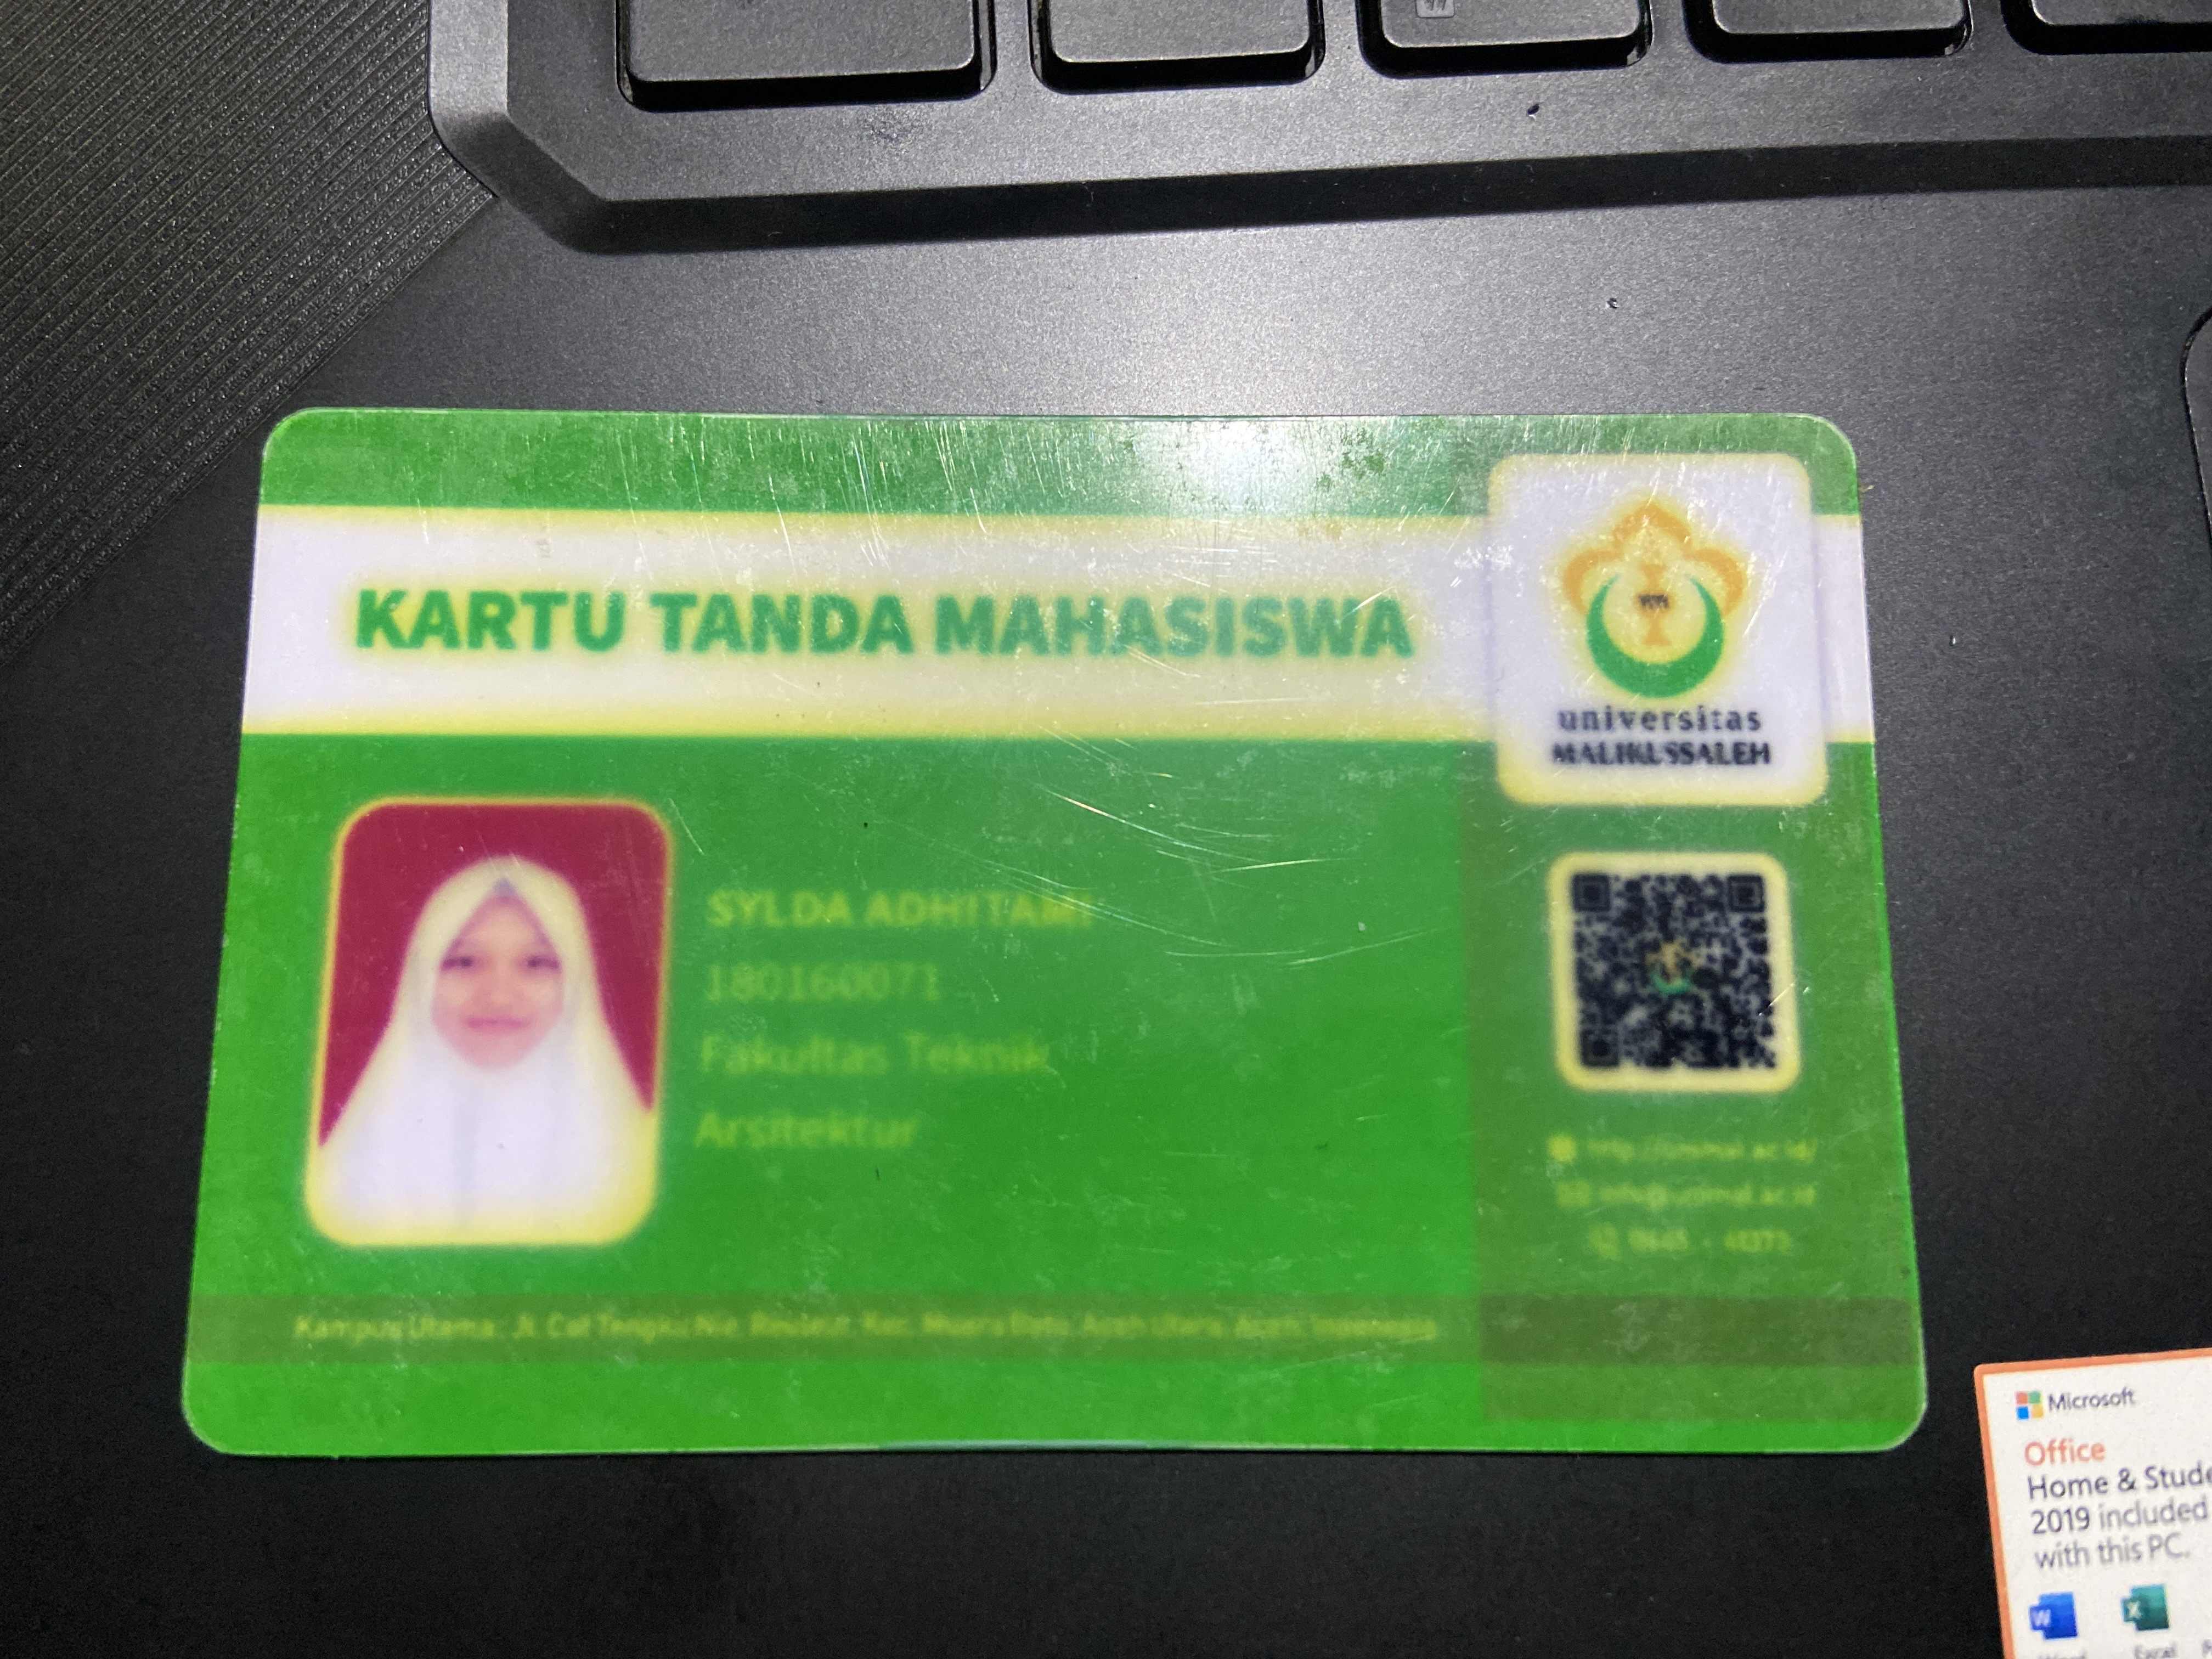 KARTU TANDA MAHASISWA
universitas
MALIKUSSALEH
SYLDA ADHITAMI
180160071
Fakultas Teknik
Arsitektur
http://unimal.ac.id/
info@unimal.ac.id
Kampus Utama : Jl. Cot Tengku Nie, Reuleut, Kec. Muara Batu, Aceh Utara, Aceh, Indonesia
Microsoft
Office
Home & Stude
2019 included
with this PC.
Word Excel